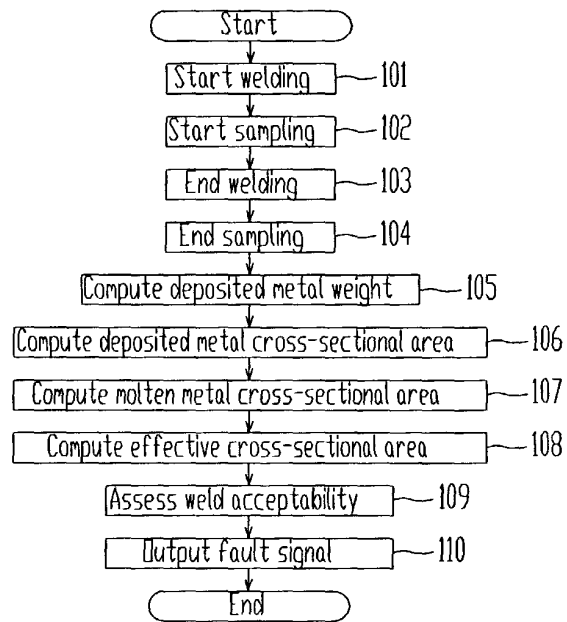 Start
Start welding 101
Start sampling 102
End welding 103
End sampling 104
Compute deposited metal weight 105
Compute deposited metal cross-sectional area 106
Compute molten metal cross-sectional area 107
Compute effective cross-sectional area 108
Assess weld acceptability 109
Output fault signal 110
End